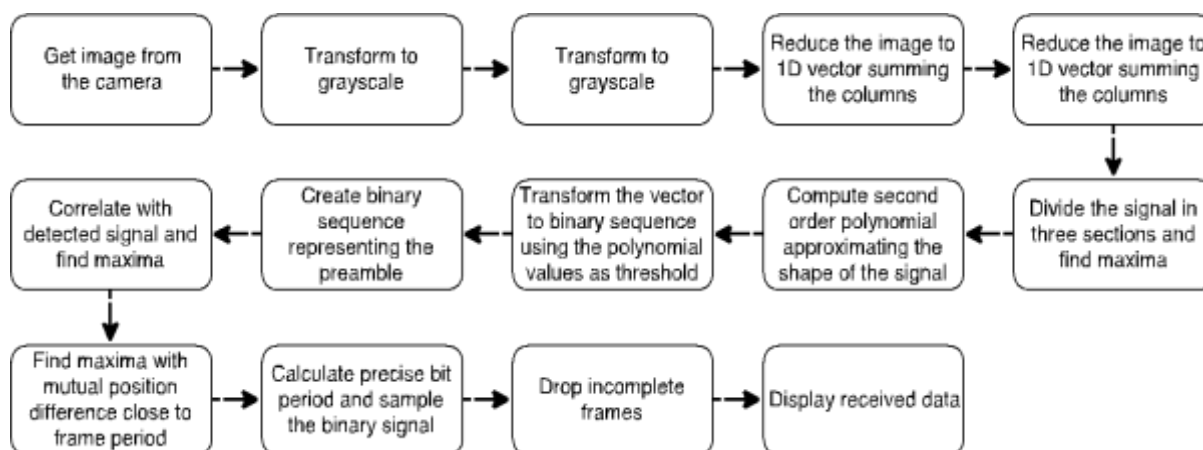 Get image from
the camera
Transform to
grayscale
Transform to
grayscale
Reduce the image to
1D vector summing
the columns
Reduce the image to
1D vector summing
the columns
Divide the signal in
three sections and
find maxima
Compute second
order polynomial
approximating the
shape of the signal
Transform the vector
to binary sequence
using the polynomial
values as threshold
Create binary
sequence
representing the
preamble
Correlate with
detected signal and
find maxima
Find maxima with
mutual position
difference close to
frame period
Calculate precise bit
period and sample
the binary signal
Drop incomplete
frames
Display received data